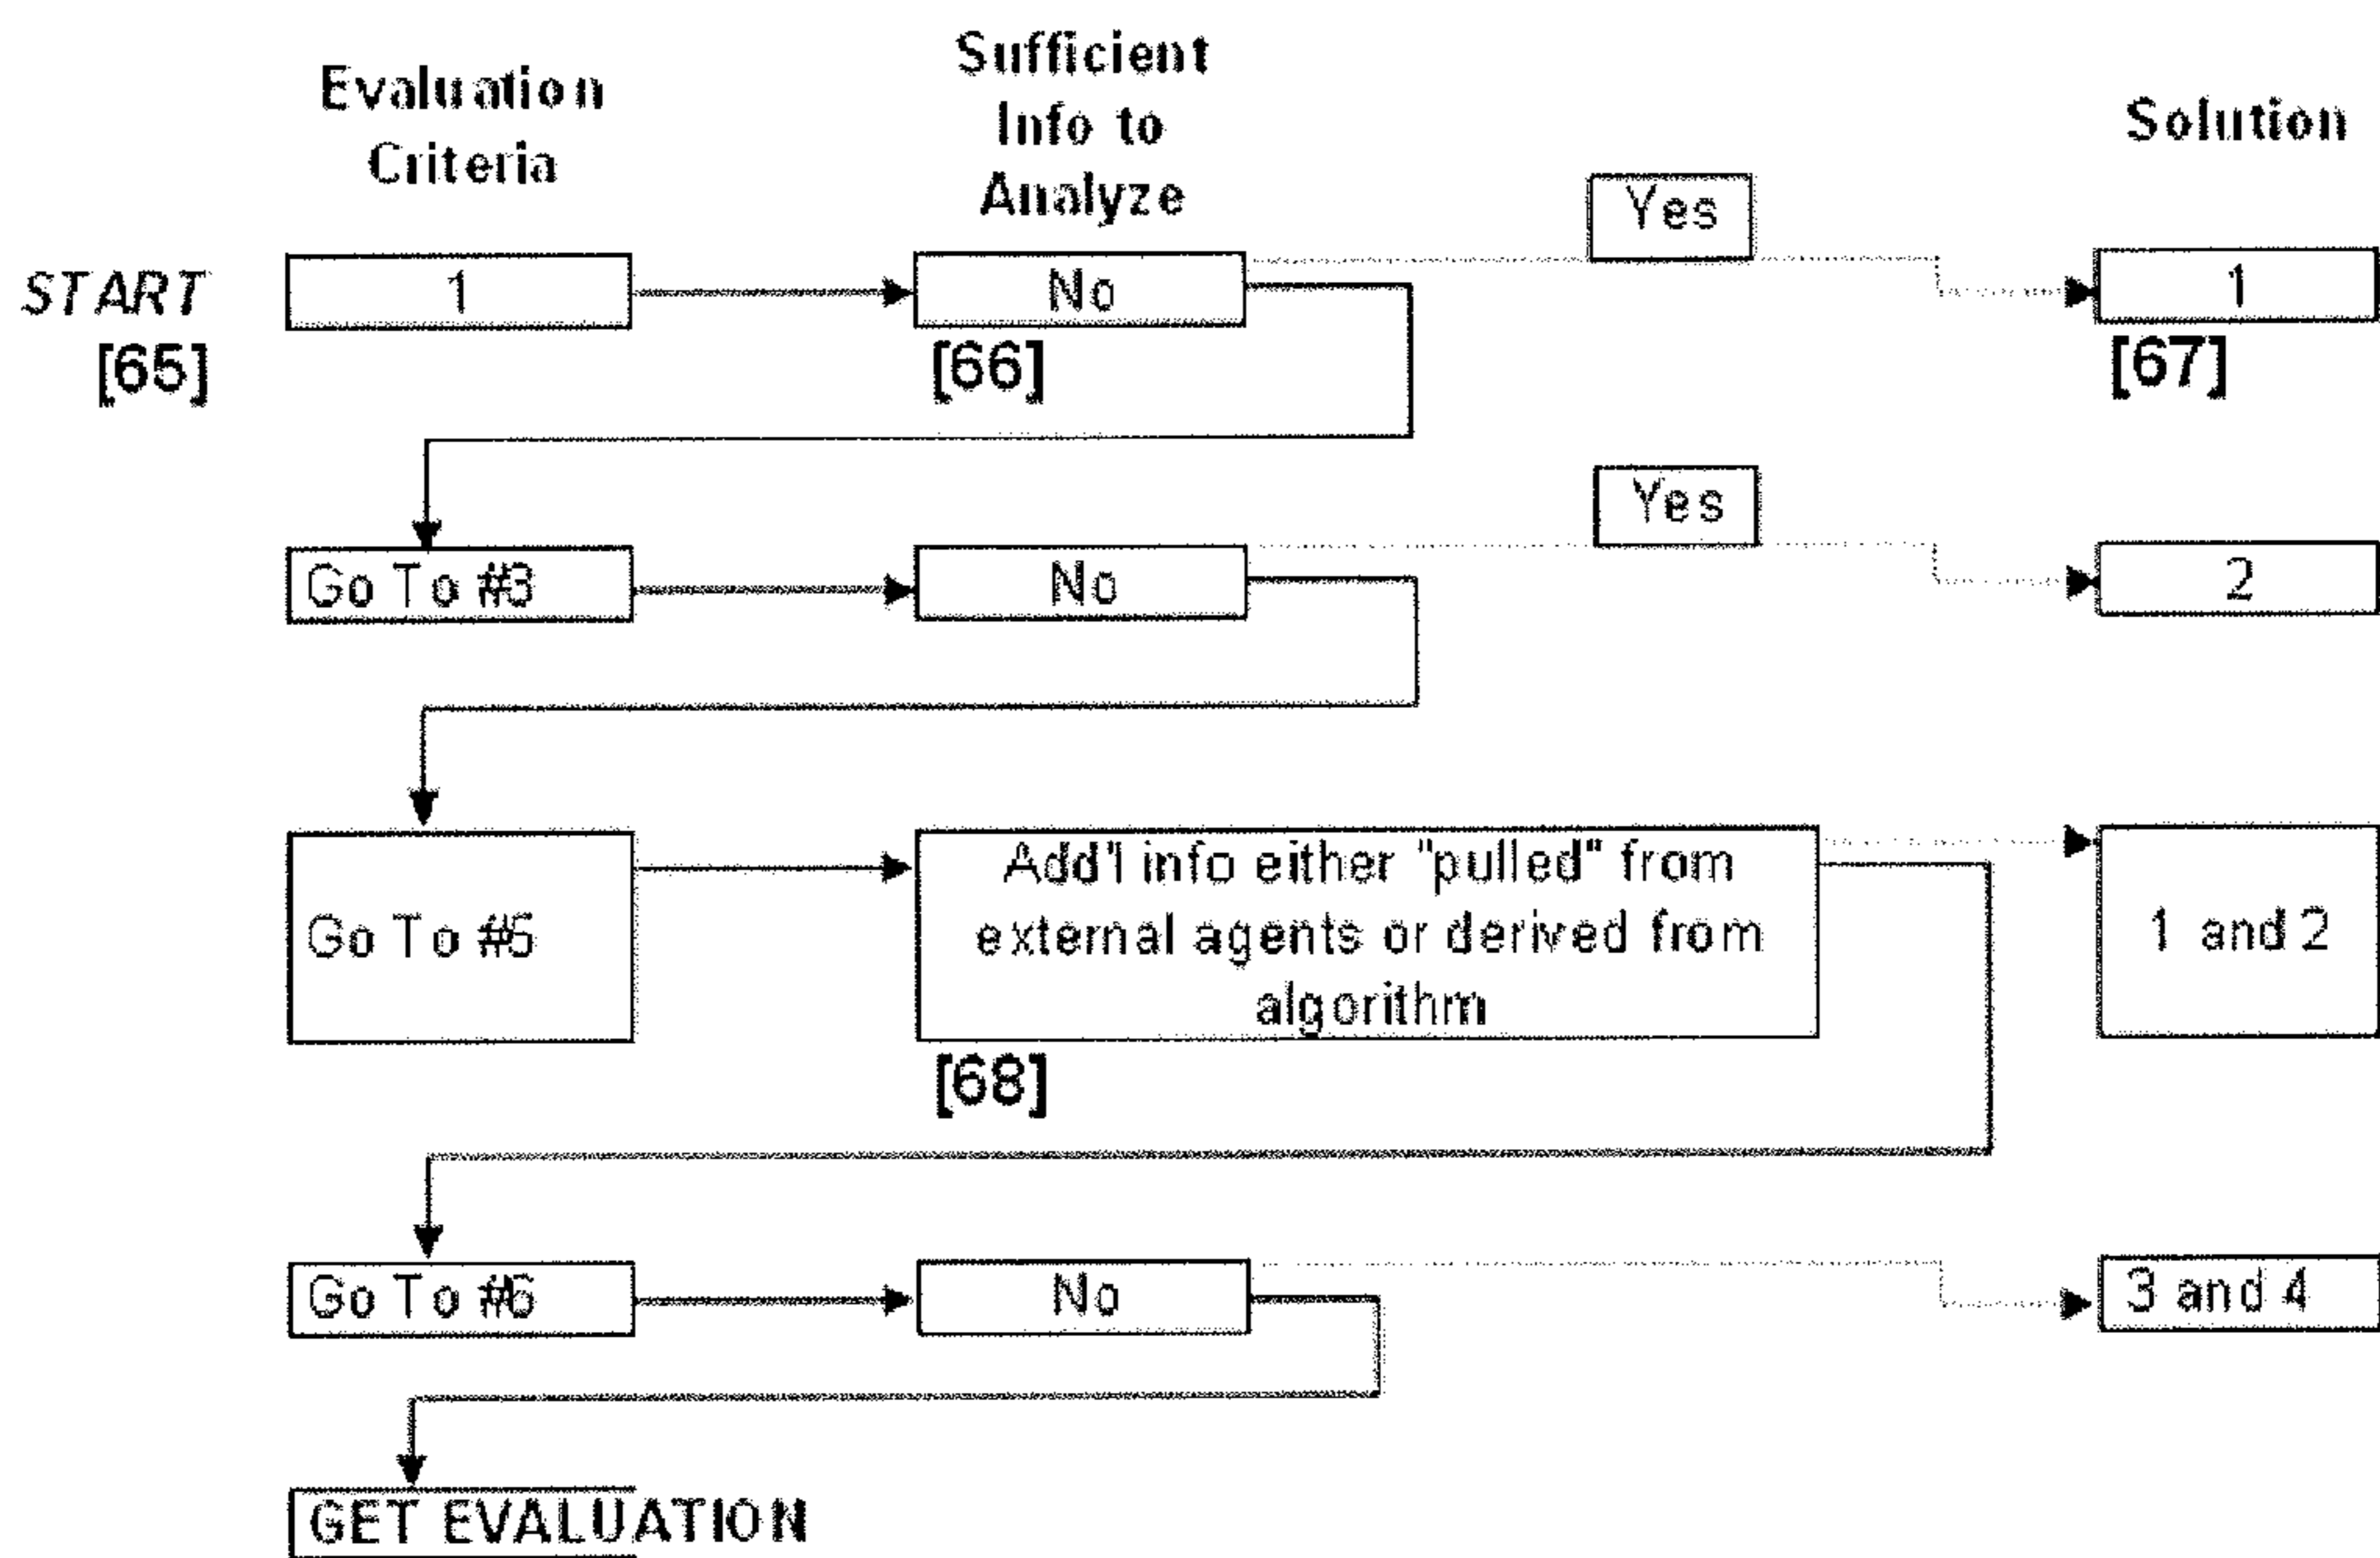 Evaluation
Criteria
Sufficient
Info to
Analyze
Solution
Yes
START
1
No
1
[65]
[66]
[67]
Yes
Go To #3
No
2
Go To #5
Add'l info either "pulled" from
external agents or derived from
algorithm
1 and 2
[68]
Go To #6
No
3 and 4
GET EVALUATION